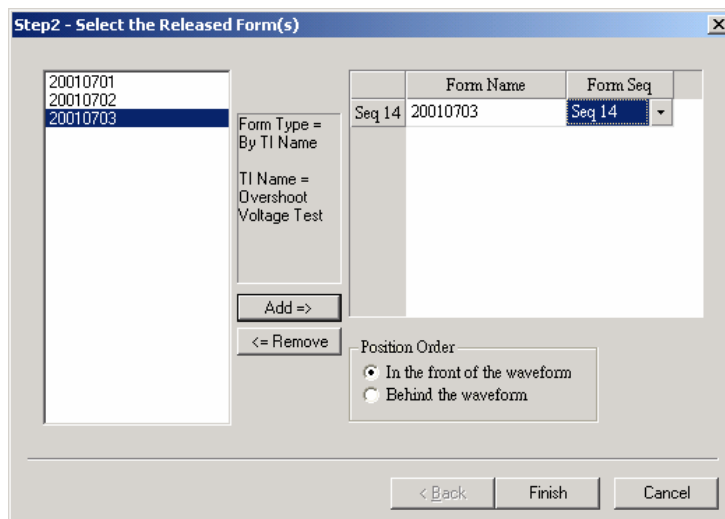 Step2 - Select the Released Form(s)
20010701
20010702
20010703
Form Type =
By TI Name
TI Name =
Overshoot
Voltage Test
Add =>
<= Remove
Form Name Form Seq
Seq 14 20010703 Seq 14
Position Order
In the front of the waveform
Behind the waveform
< Back Finish Cancel